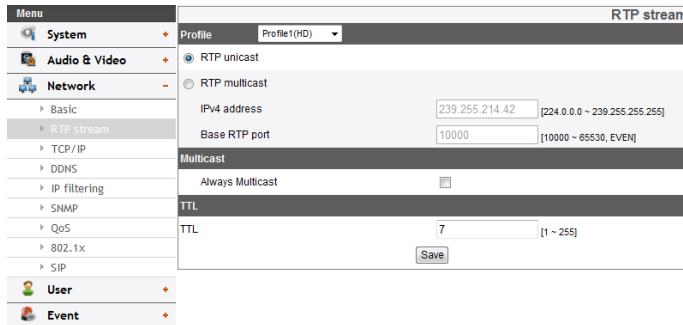 Menu
RTP stream
System +
Profile Profile1(HD)
Audio & Video +
RTP unicast
Network -
RTP multicast
Basic
IPv4 address 239.255.214.42 [224.0.0.0 ~ 239.255.255.255]
RTP stream
Base RTP port 10000 [10000 ~ 65530, EVEN]
TCP/IP
Multicast
DDNS
Always Multicast
IP filtering
SNMP
TTL
QoS
TTL 7 [1 ~ 255]
802.1x
Save
SIP
User +
Event +